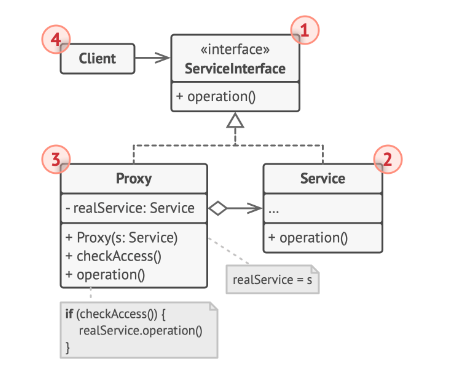 1
4
«interface»
ServiceInterface
Client
+ operation()
3
2
Proxy
Service
- realService: Service
...
+ Proxy(s: Service)
+ checkAccess()
+ operation()
+ operation()
realService = s
if (checkAccess()) {
realService.operation()
}